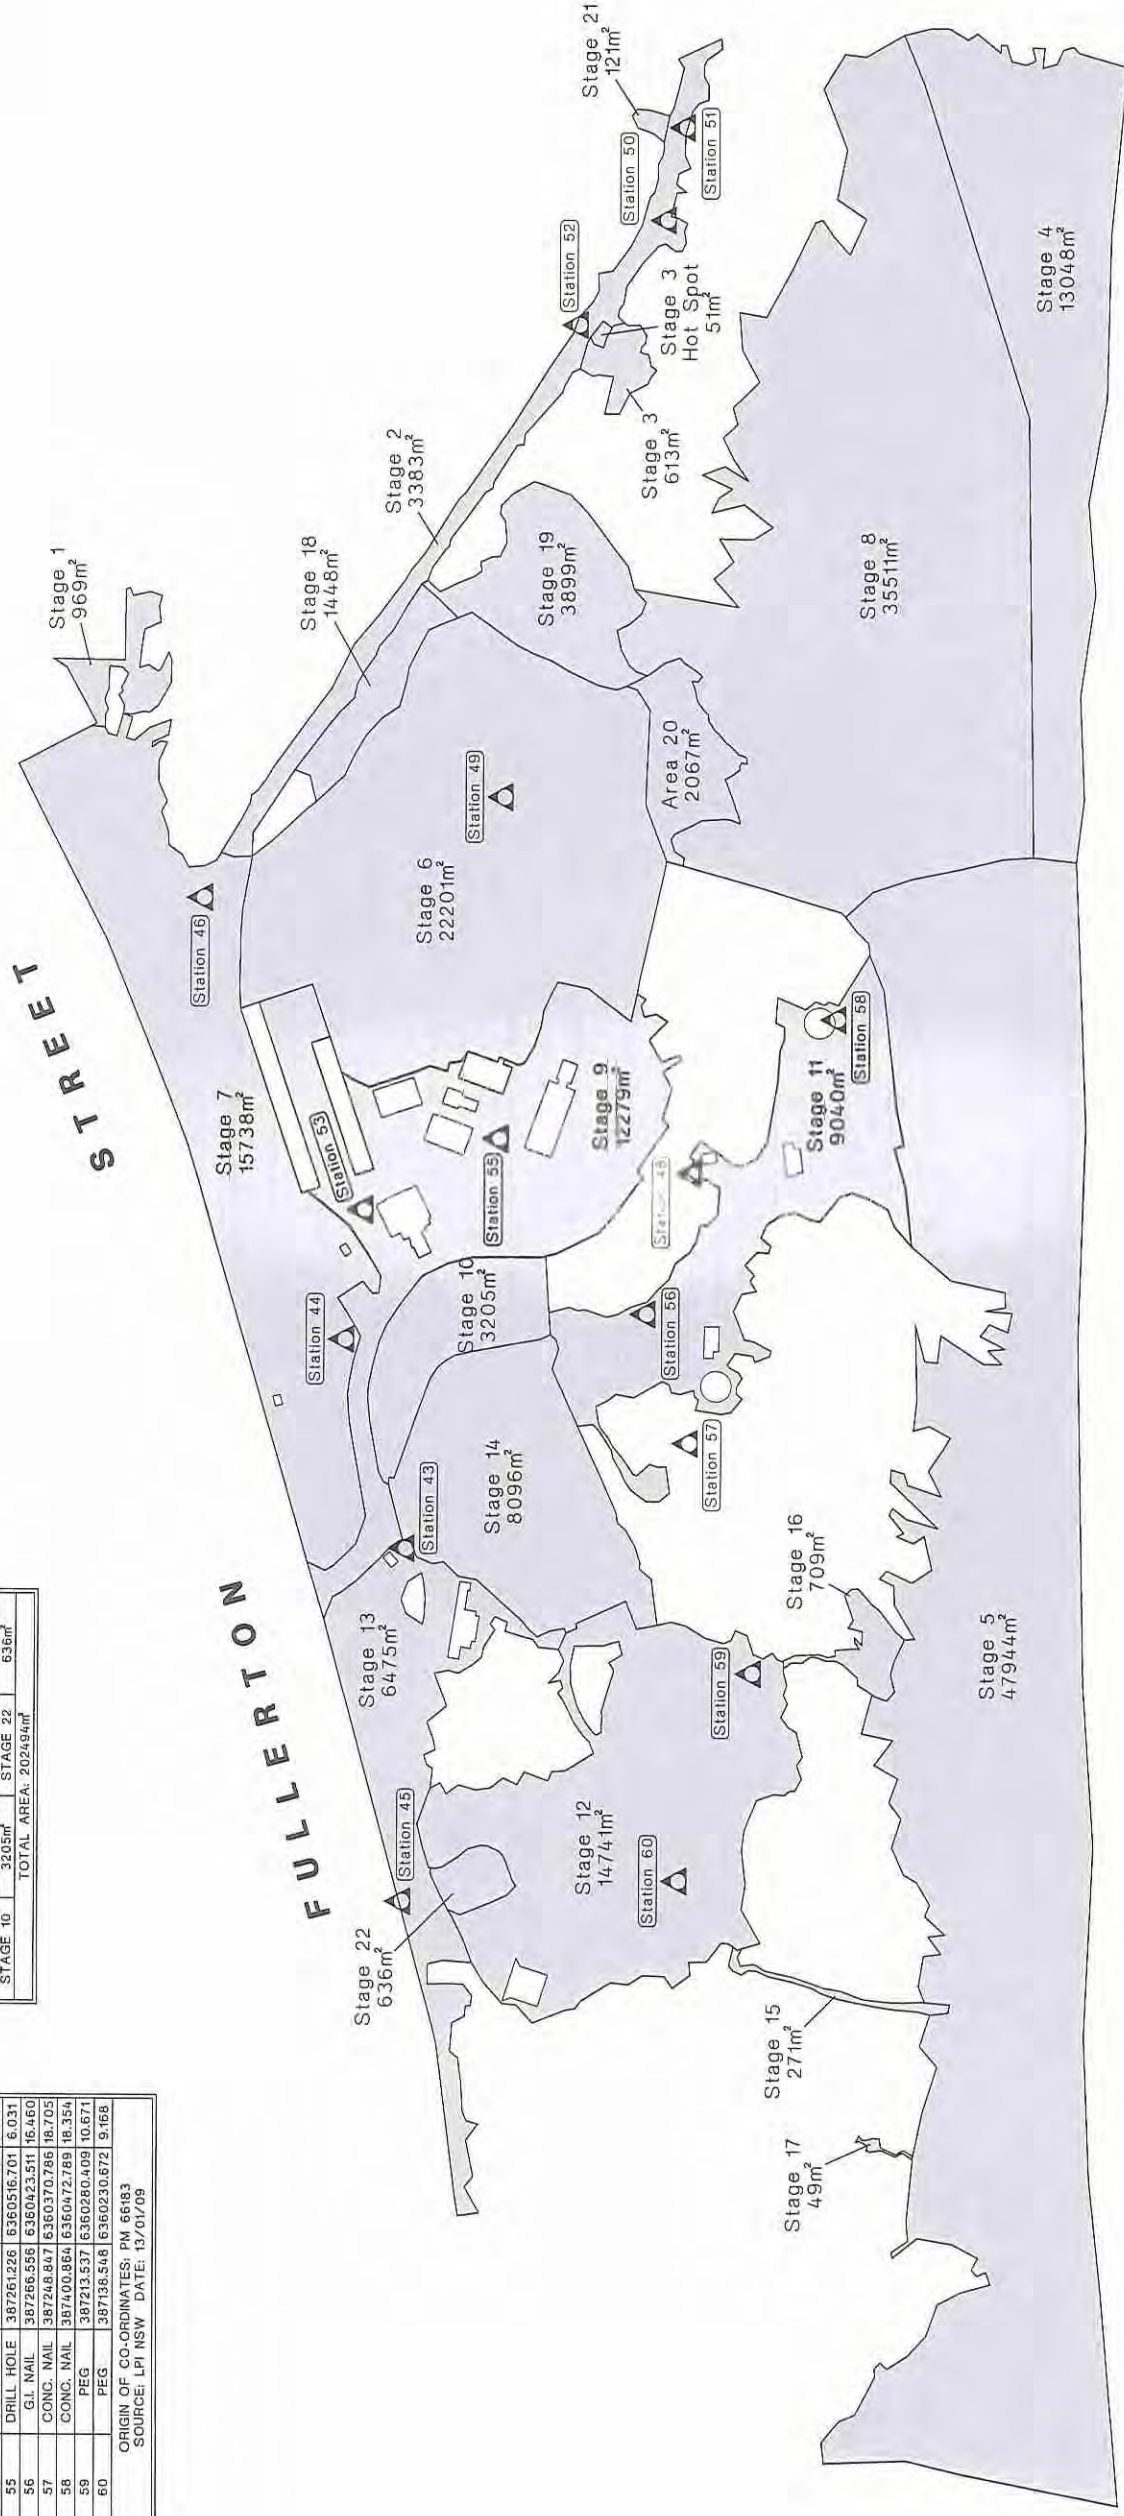 55 DRILL HOLE 387261.226 6360516.701 6.031
56 G.I. NAIL 387266.556 6360423.511 16.460
57 CONC. NAIL 387248.847 6360370.786 18.705
58 CONC. NAIL 387400.864 6360472.789 18.354
59 PEG 387213.537 6360280.409 10.671
60 PEG 387138.548 6360230.672 9.168
ORIGIN OF CO-ORDINATES: PM 66183
SOURCE: LPI NSW DATE: 13/01/09
STAGE 10 3205m² STAGE 22 636m²
TOTAL AREA: 202494m²
FULLERTON STREET
Stage 1
969m²
Stage 18
1448m²
Stage 2
3383m²
Stage 21
121m²
Station 52
Station 50
Station 51
Stage 3
Hot Spot
51m²
Stage 3
613m²
Stage 19
3899m²
Station 46
Station 49
Stage 7
15738m²
Stage 6
22201m²
Area 20
2067m²
Stage 4
13048m²
Stage 8
35511m²
Station 53
Station 44
Station 55
Stage 9
12279m²
Station 48
Stage 11
9040m²
Station 58
Stage 10
3205m²
Station 56
Station 57
Station 43
Stage 14
8096m²
Stage 13
6475m²
Stage 16
709m²
Station 59
Stage 5
47944m²
Station 45
Stage 12
14741m²
Station 60
Stage 22
636m²
Stage 15
271m²
Stage 17
49m²